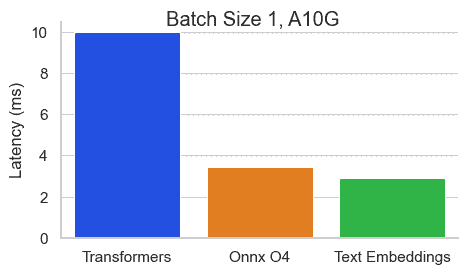 Batch Size 1, A10G
Latency (ms)
10
8
6
4
2
0
Transformers
Onnx O4
Text Embeddings